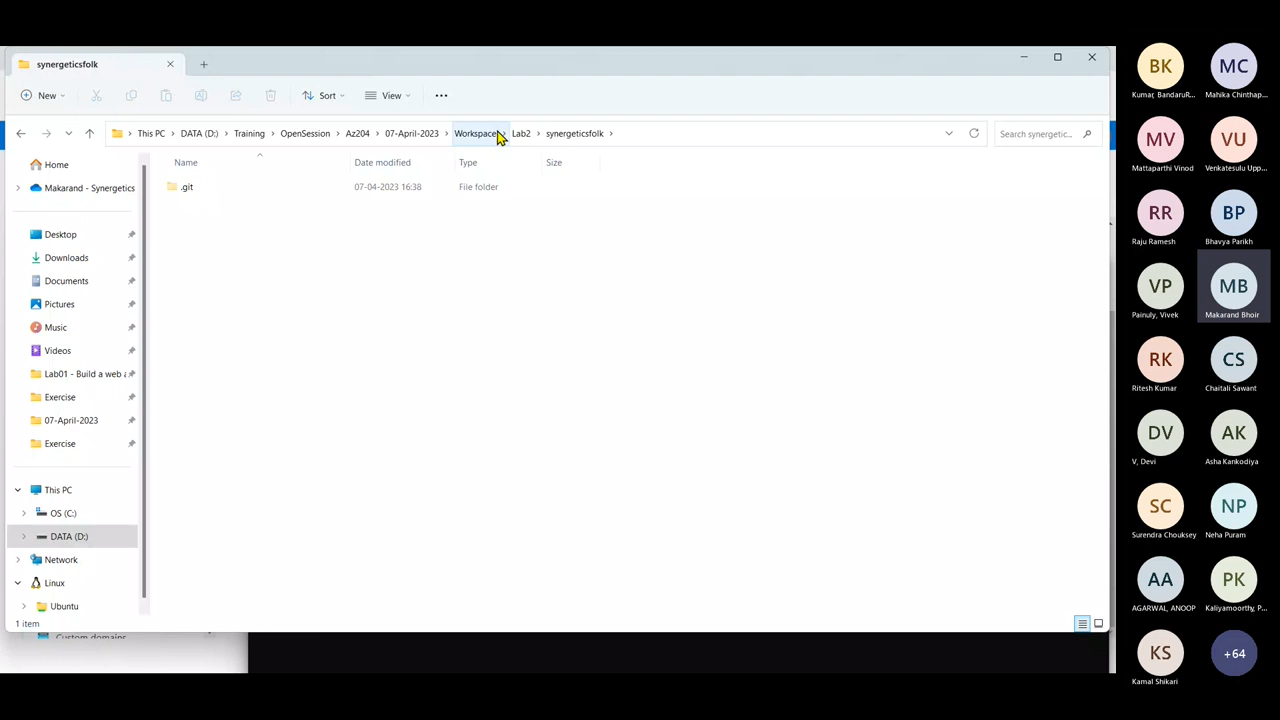 synergeticsfolk
New
Sort
View
This PC
DATA (D:)
Training
OpenSession
Az204
07-April-2023
Workspace
Lab2
synergeticsfolk
Search synergetic...
Name
Date modified
Type
Size
.git
07-04-2023 16:38
File folder
Home
Makarand - Synergetics
Desktop
Downloads
Documents
Pictures
Music
Videos
Lab01 - Build a web a
Exercise
07-April-2023
Exercise
This PC
OS (C:)
DATA (D:)
Network
Linux
Ubuntu
1 item
Custom domains
BK
Kumar, BandaruR...
MC
Mahika Chinthap...
MV
Mattaparthi Vinod
VU
Venkatesulu Upp...
RR
Raju Ramesh
BP
Bhavya Parikh
VP
Painuly, Vivek
MB
Makarand Bhoir
RK
Ritesh Kumar
CS
Chaitali Sawant
DV
V, Devi
AK
Asha Kankodiya
SC
Surendra Chouksey
NP
Neha Puram
AA
AGARWAL, ANOOP
PK
Kaliyamoorthy, P...
KS
Kamal Shikari
+64